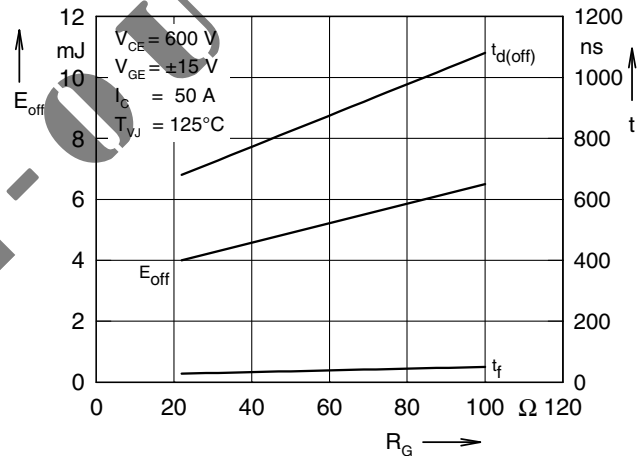 12
mJ
10
E_off
8
6
4
2
0
V_CE = 600 V
V_GE = ±15 V
I_C = 50 A
T_VJ = 125°C
t_d(off)
E_off
t_f
1200
ns
1000
t
800
600
400
200
0
0 20 40 60 80 100 Ω 120
R_G